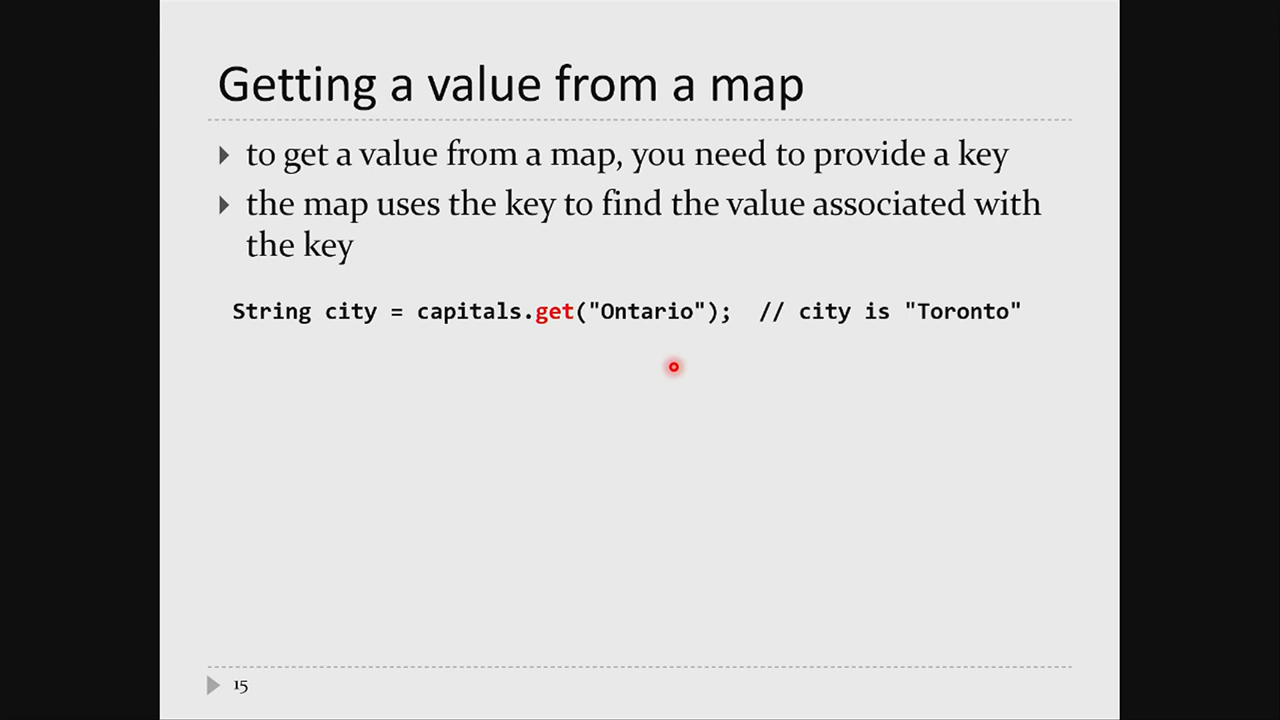 Getting a value from a map
to get a value from a map, you need to provide a key
the map uses the key to find the value associated with
the key
String city = capitals.get("Ontario");  // city is "Toronto"
15